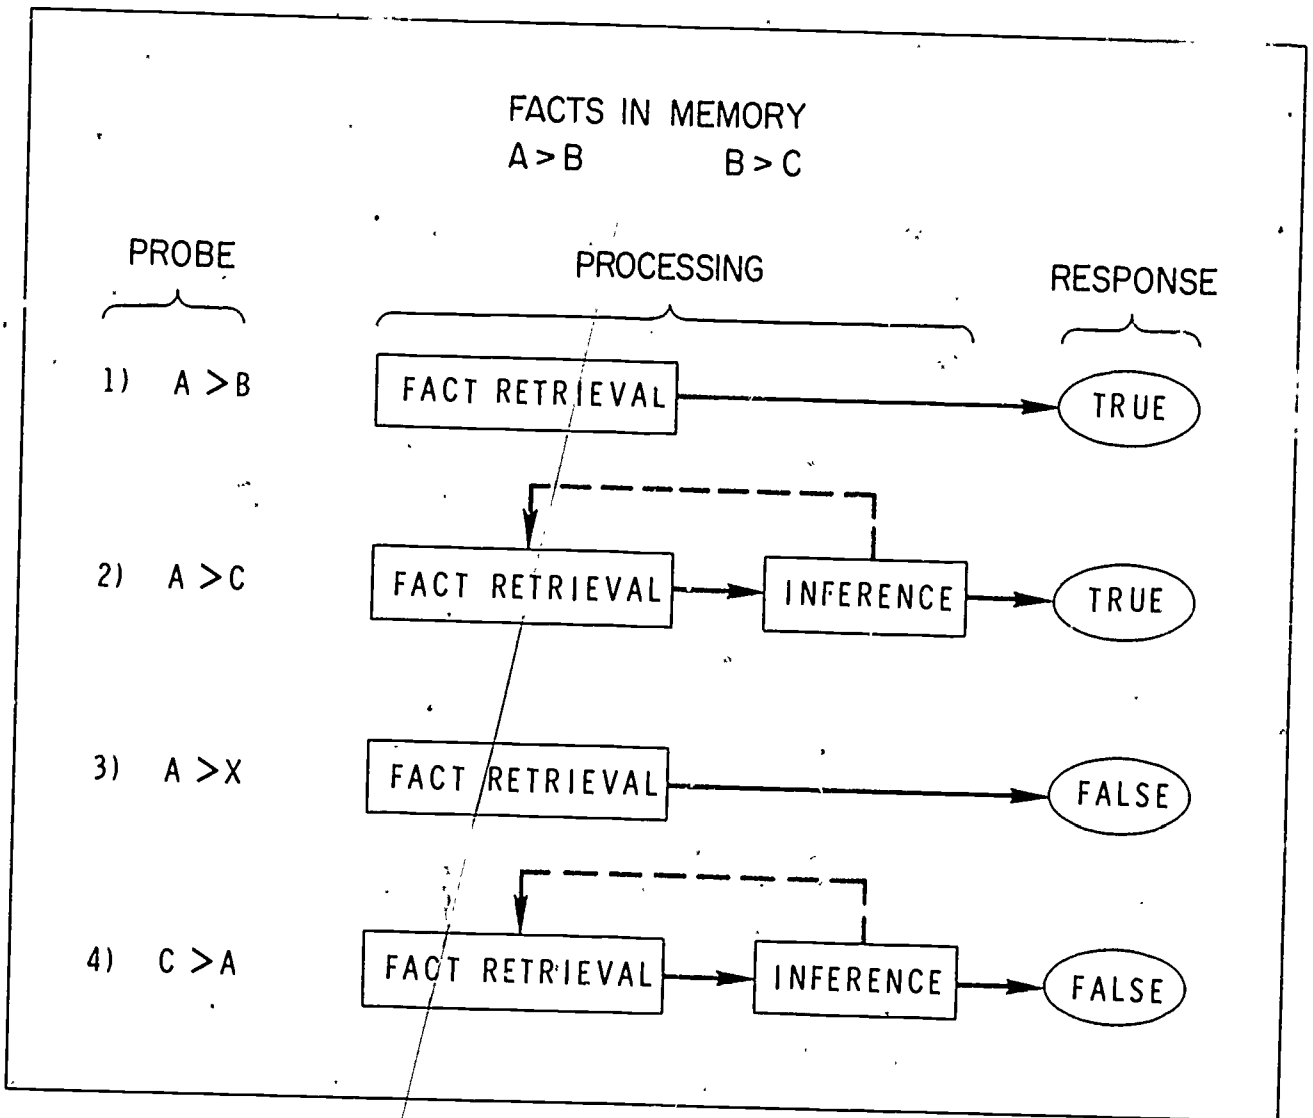 FACTS IN MEMORY
A > B B > C
PROBE PROCESSING RESPONSE
1) A > B FACT RETRIEVAL TRUE
2) A > C FACT RETRIEVAL INFERENCE TRUE
3) A > X FACT RETRIEVAL FALSE
4) C > A FACT RETRIEVAL INFERENCE FALSE